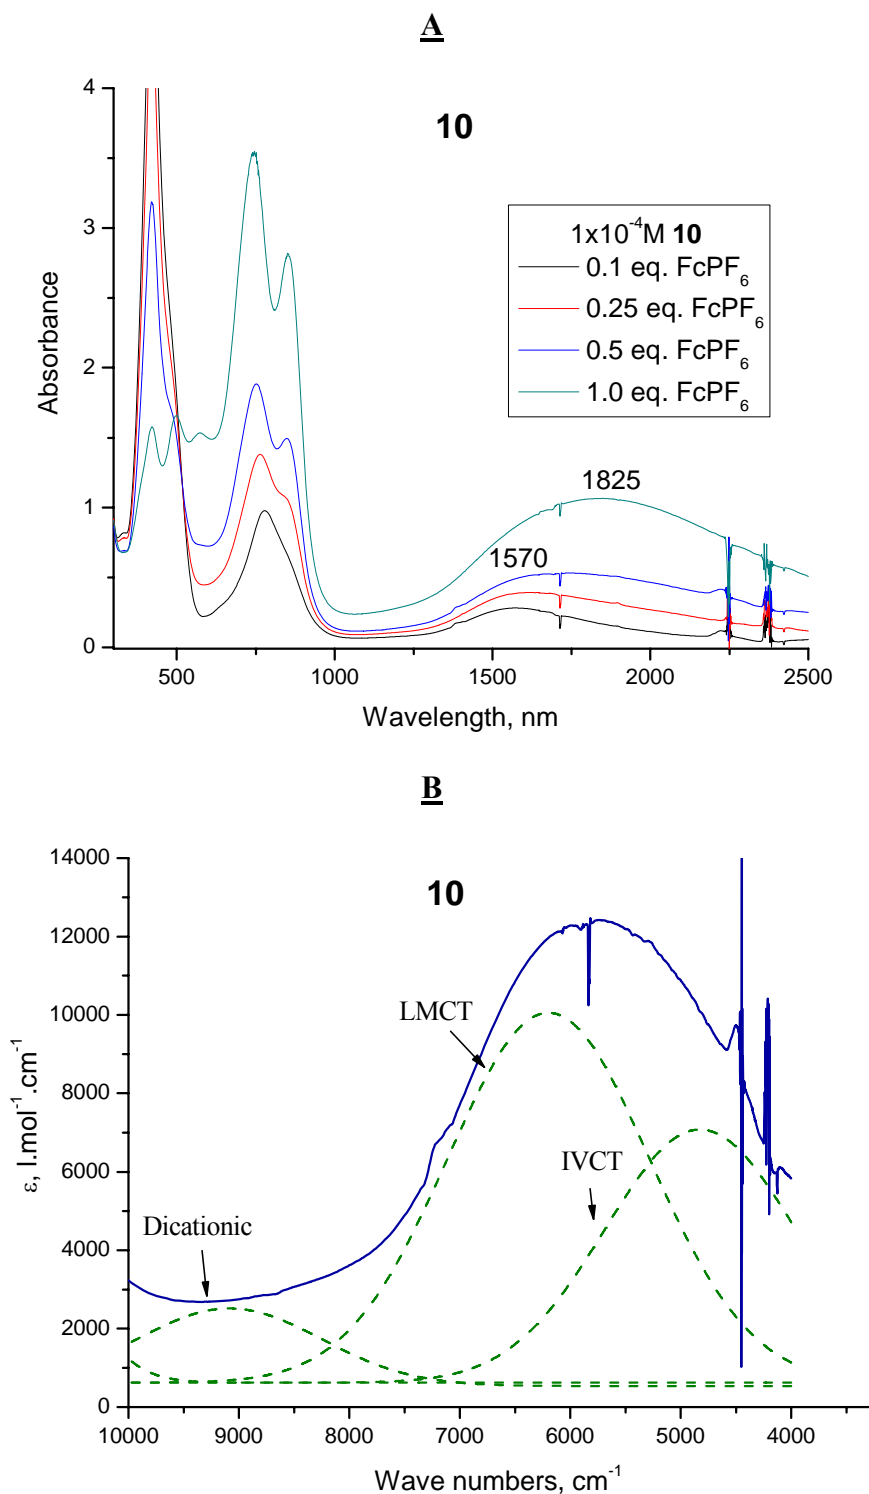 A
10
4
3
2
1
0
Absorbance
1x10⁻⁴M 10
0.1 eq. FcPF₆
0.25 eq. FcPF₆
0.5 eq. FcPF₆
1.0 eq. FcPF₆
1825
1570
500 1000 1500 2000 2500
Wavelength, nm
B
10
14000
12000
10000
8000
6000
4000
2000
0
ε, l.mol⁻¹.cm⁻¹
LMCT
IVCT
Dicationic
10000 9000 8000 7000 6000 5000 4000
Wave numbers, cm⁻¹